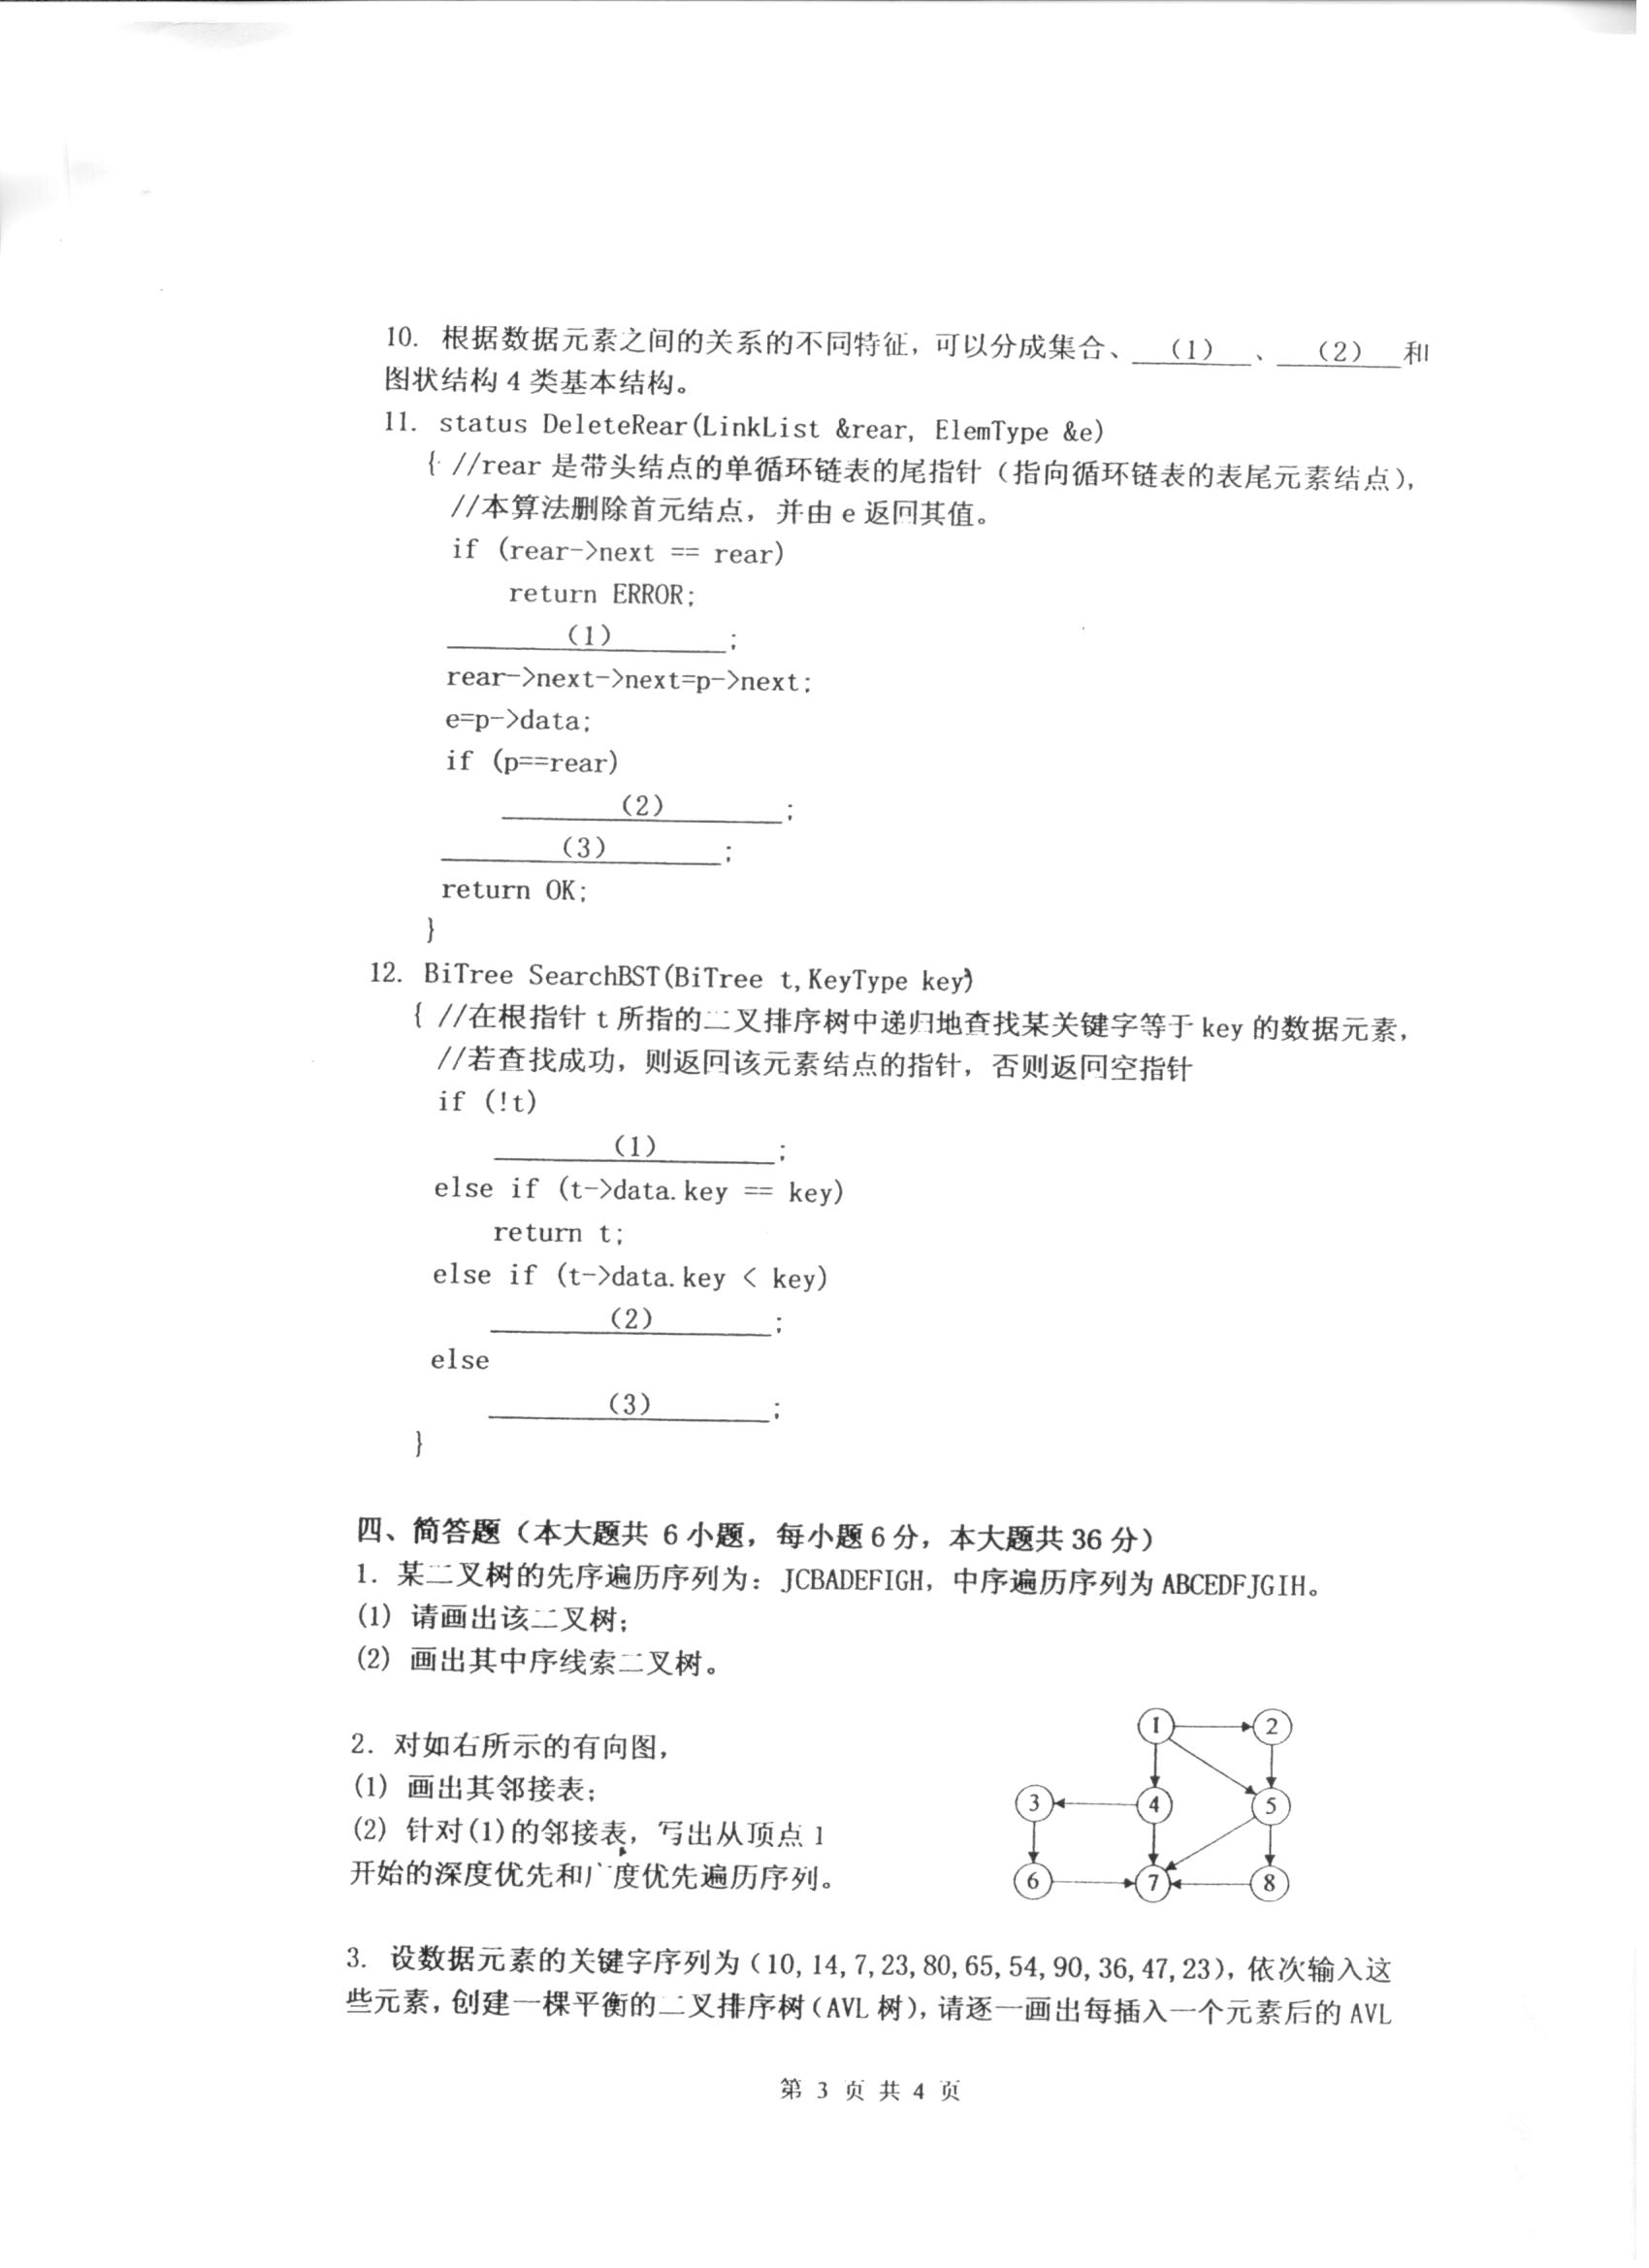 10. 根据数据元素之间的关系的不同特征，可以分成集合、 (1) 、 (2) 和
图状结构 4 类基本结构。
11. status DeleteRear(LinkList &rear, ElemType &e)
{ //rear 是带头结点的单循环链表的尾指针（指向循环链表的表尾元素结点），
//本算法删除首元结点，并由 e 返回其值。
if (rear->next == rear)
return ERROR;
(1) ;
rear->next->next=p->next;
e=p->data;
if (p==rear)
(2) ;
(3) ;
return OK;
}
12. BiTree SearchBST(BiTree t,KeyType key)
{ //在根指针 t 所指的二叉排序树中递归地查找某关键字等于 key 的数据元素，
//若查找成功，则返回该元素结点的指针，否则返回空指针
if (!t)
(1) ;
else if (t->data.key == key)
return t;
else if (t->data.key < key)
(2) ;
else
(3) ;
}
四、简答题（本大题共 6 小题，每小题 6 分，本大题共 36 分）
1. 某二叉树的先序遍历序列为：JCBADEFIGH，中序遍历序列为 ABCEDFJGIH。
(1) 请画出该二叉树；
(2) 画出其中序线索二叉树。
2. 对如右所示的有向图，
(1) 画出其邻接表；
(2) 针对(1)的邻接表，写出从顶点 1
开始的深度优先和广度优先遍历序列。
1 2
3 4 5
6 7 8
3. 设数据元素的关键字序列为（10,14,7,23,80,65,54,90,36,47,23），依次输入这
些元素，创建一棵平衡的二叉排序树（AVL 树），请逐一画出每插入一个元素后的 AVL
第 3 页 共 4 页